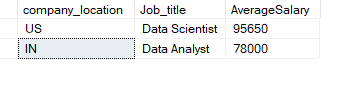 company_location Job_title AverageSalary
US Data Scientist 95650
IN Data Analyst 78000